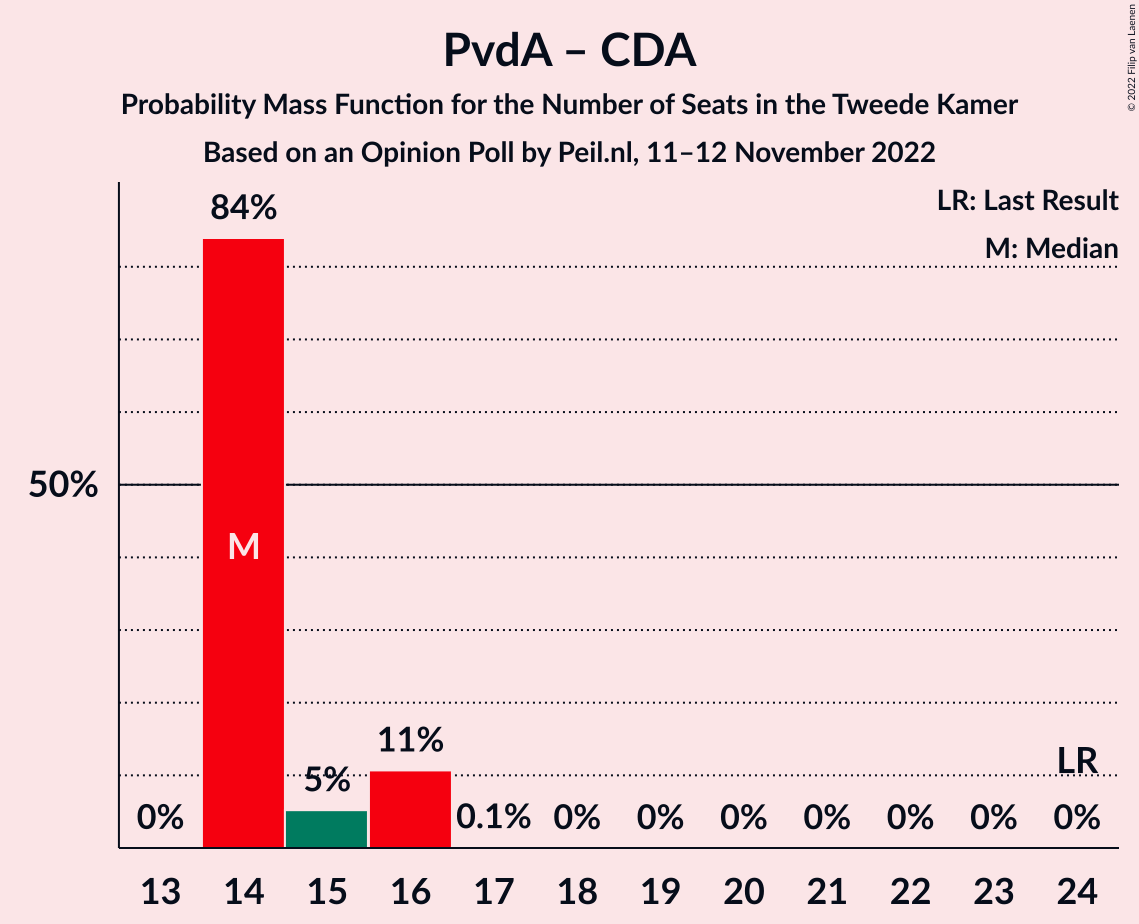 PvdA – CDA
Probability Mass Function for the Number of Seats in the Tweede Kamer
Based on an Opinion Poll by Peil.nl, 11–12 November 2022
© 2022 Filip van Laenen
LR: Last Result
M: Median
84%
50%
M
11%
5%
LR
0% 0.1% 0% 0% 0% 0% 0% 0% 0%
13 14 15 16 17 18 19 20 21 22 23 24